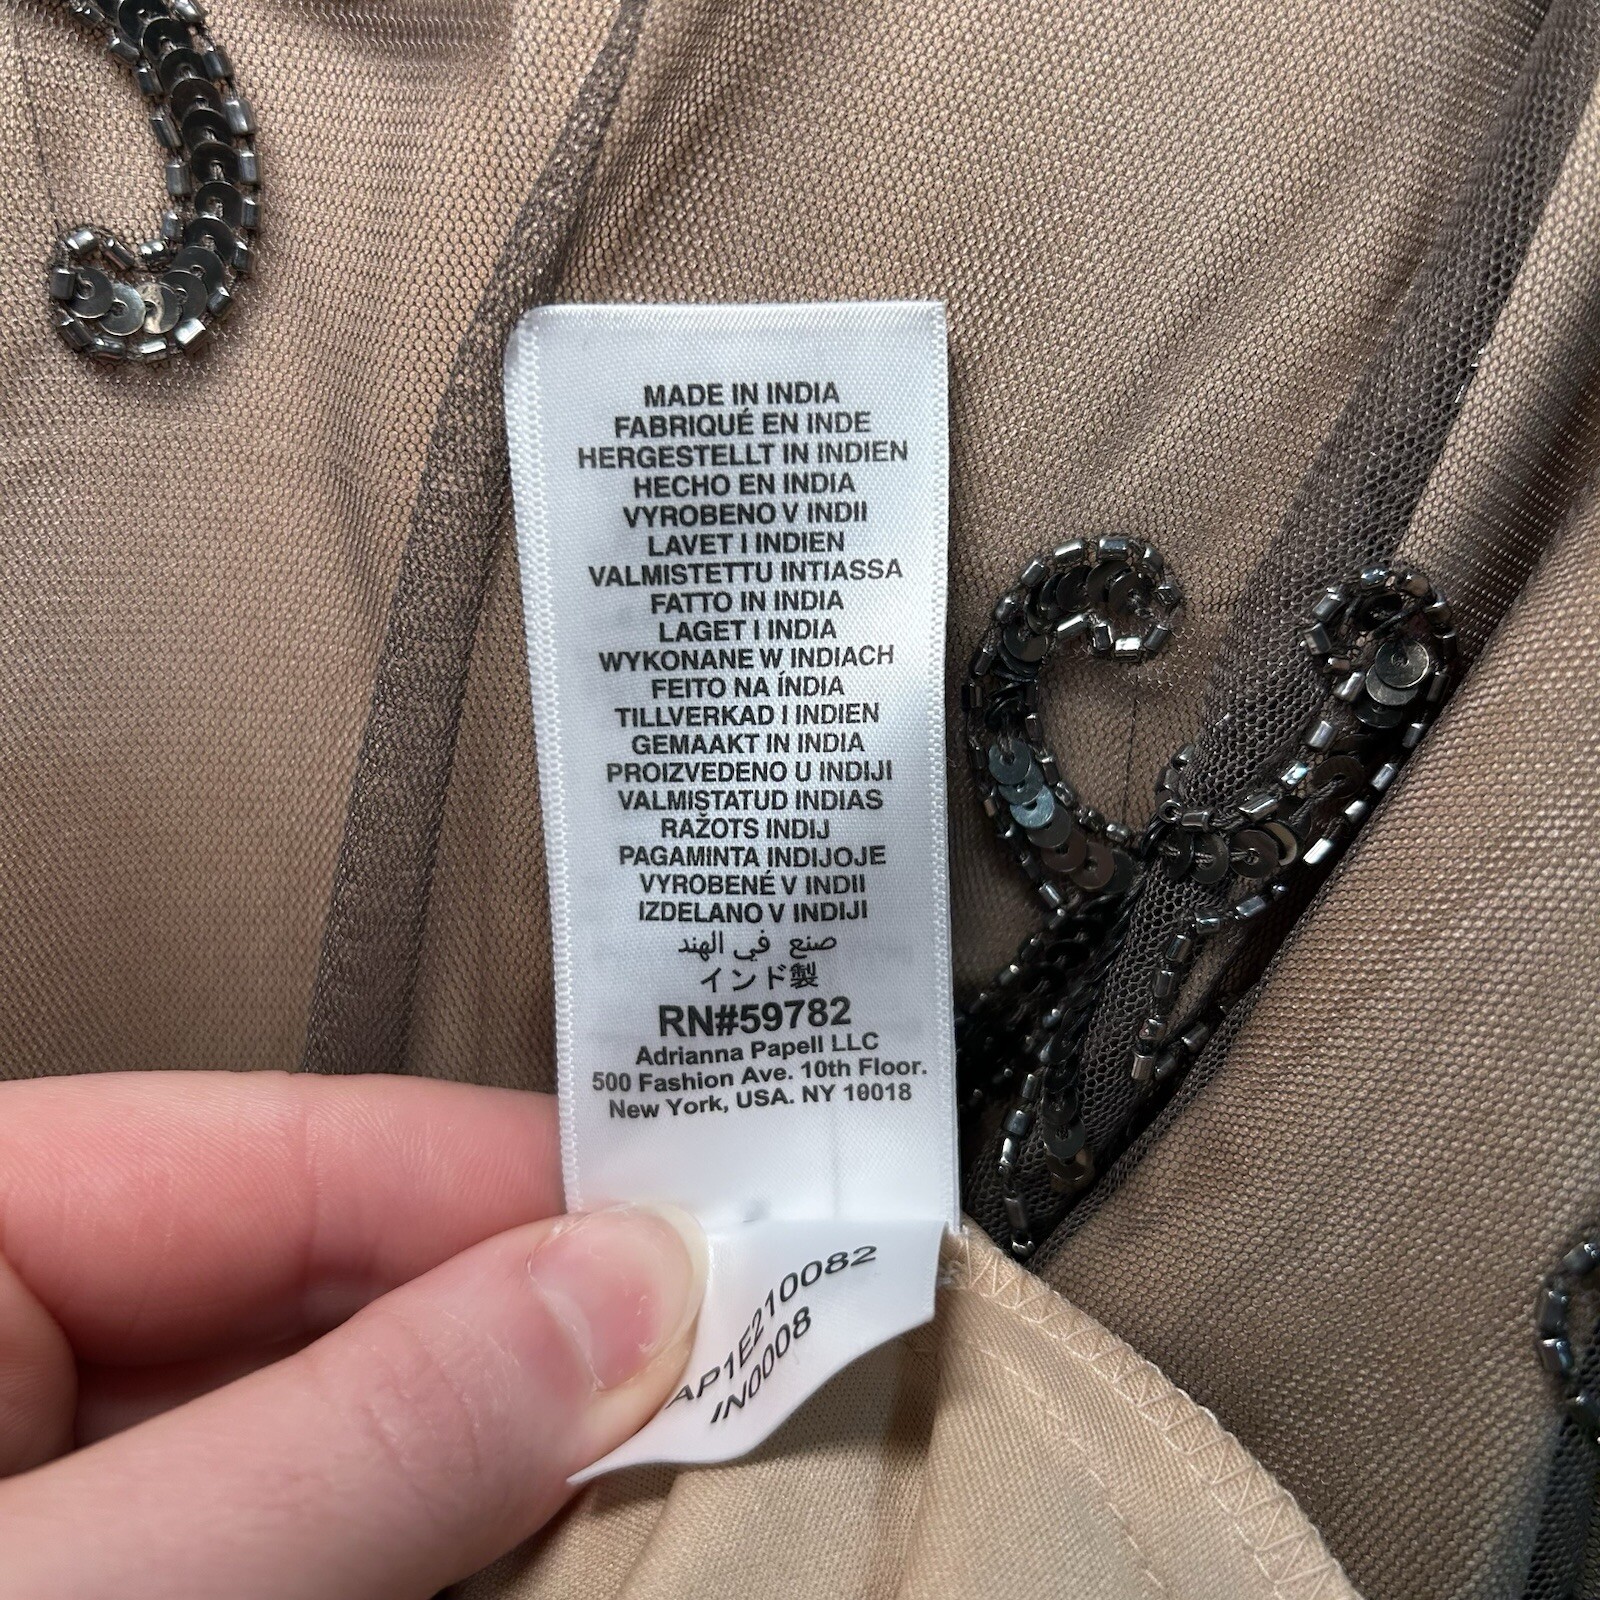 MADE IN INDIA
FABRIQUÉ EN INDE
HERGESTELLT IN INDIEN
HECHO EN INDIA
VYROBENO V INDII
LAVET I INDIEN
VALMISTETTU INTIASSA
FATTO IN INDIA
LAGET I INDIA
WYKONANE W INDIACH
FEITO NA ÍNDIA
TILLVERKAD I INDIEN
GEMAAKT IN INDIA
PROIZVEDENO U INDIJI
VALMISTATUD INDIAS
RAŽOTS INDIJ
PAGAMINTA INDIJOJE
VYROBENÉ V INDII
IZDELANO V INDIJI
صنع في الهند
インド製
RN#59782
Adrianna Papell LLC
500 Fashion Ave. 10th Floor.
New York, USA. NY 10018
AP1E210082
IN0008